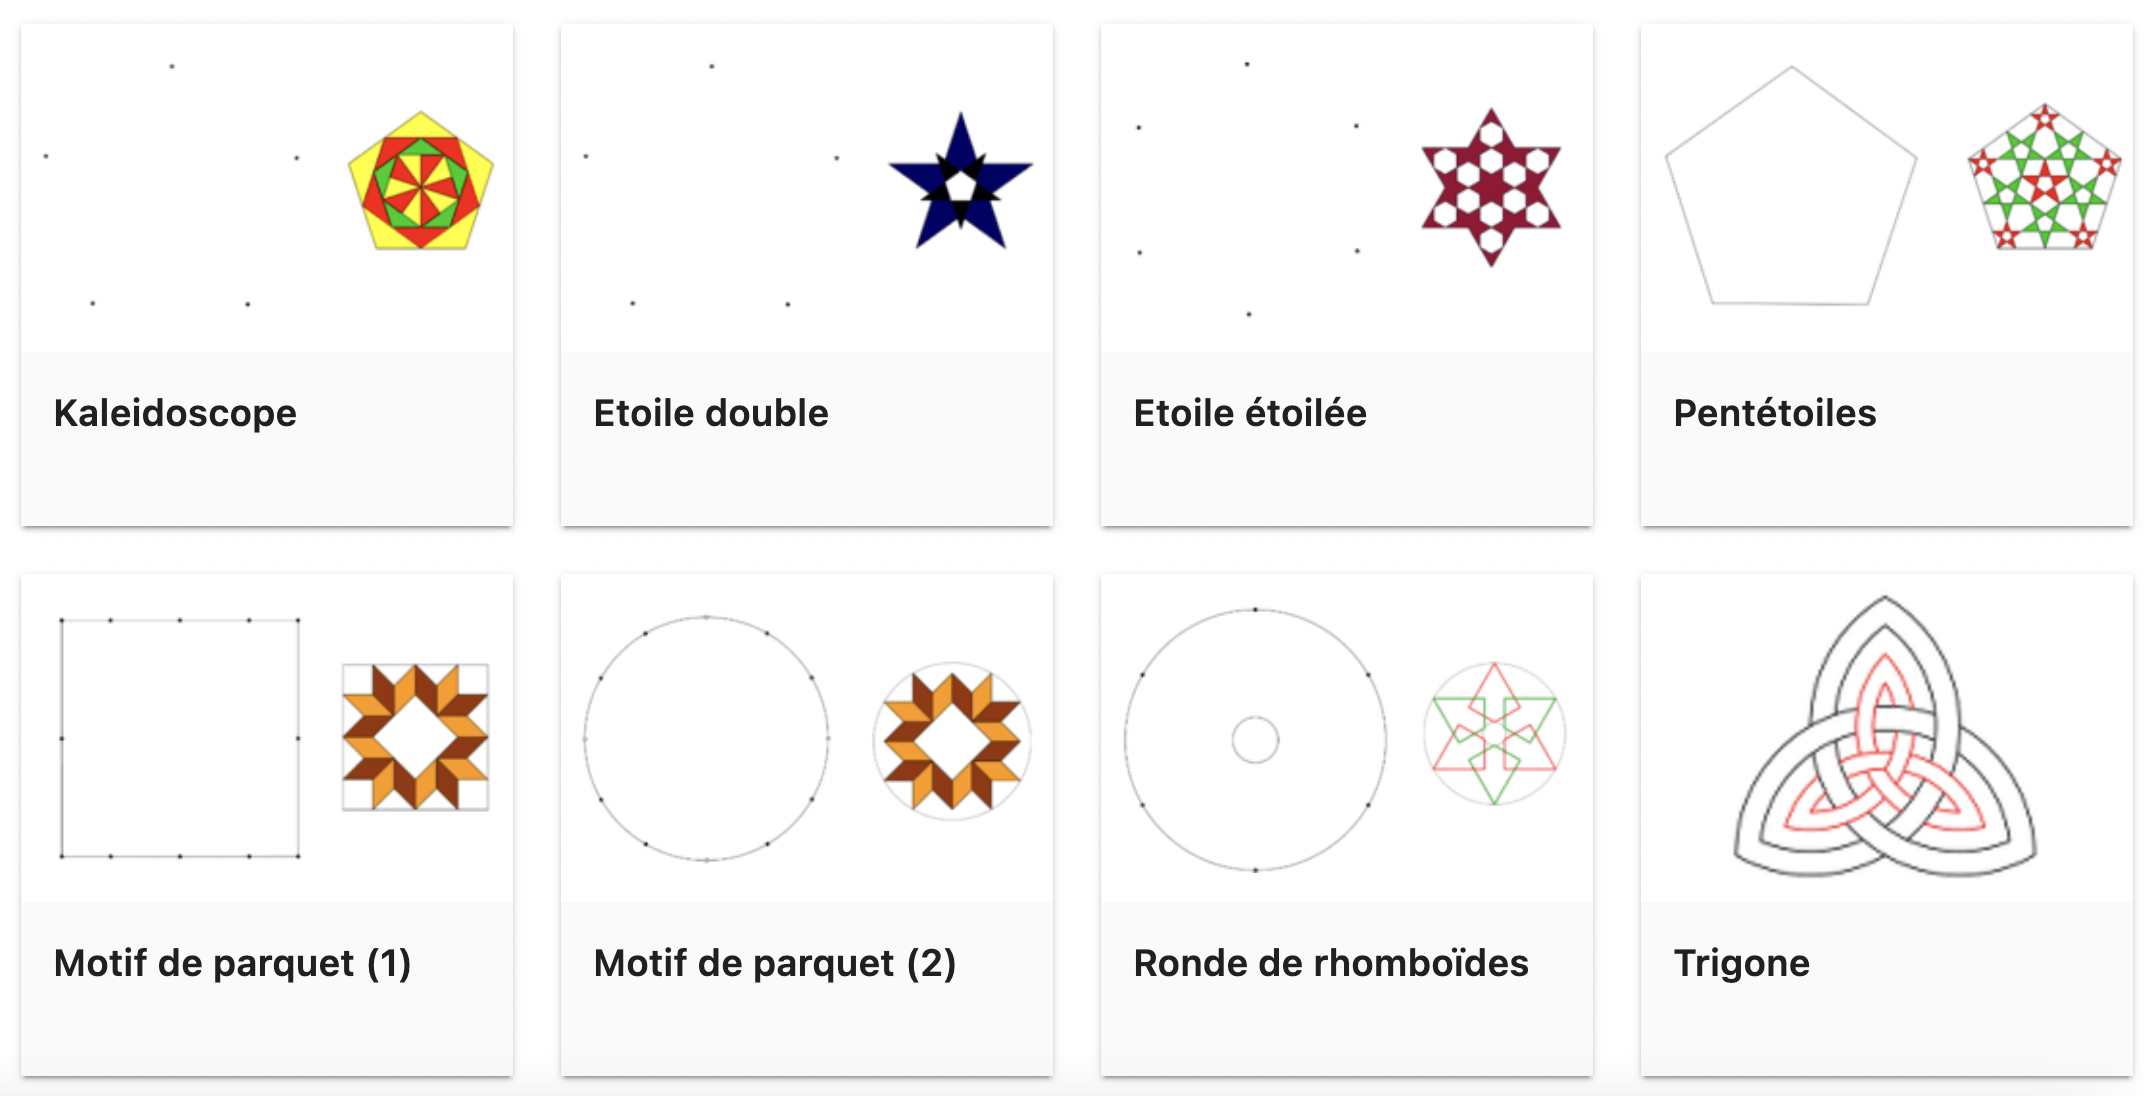 Kaleidoscope
Etoile double
Etoile étoilée
Pentétoiles
Motif de parquet (1)
Motif de parquet (2)
Ronde de rhomboïdes
Trigone